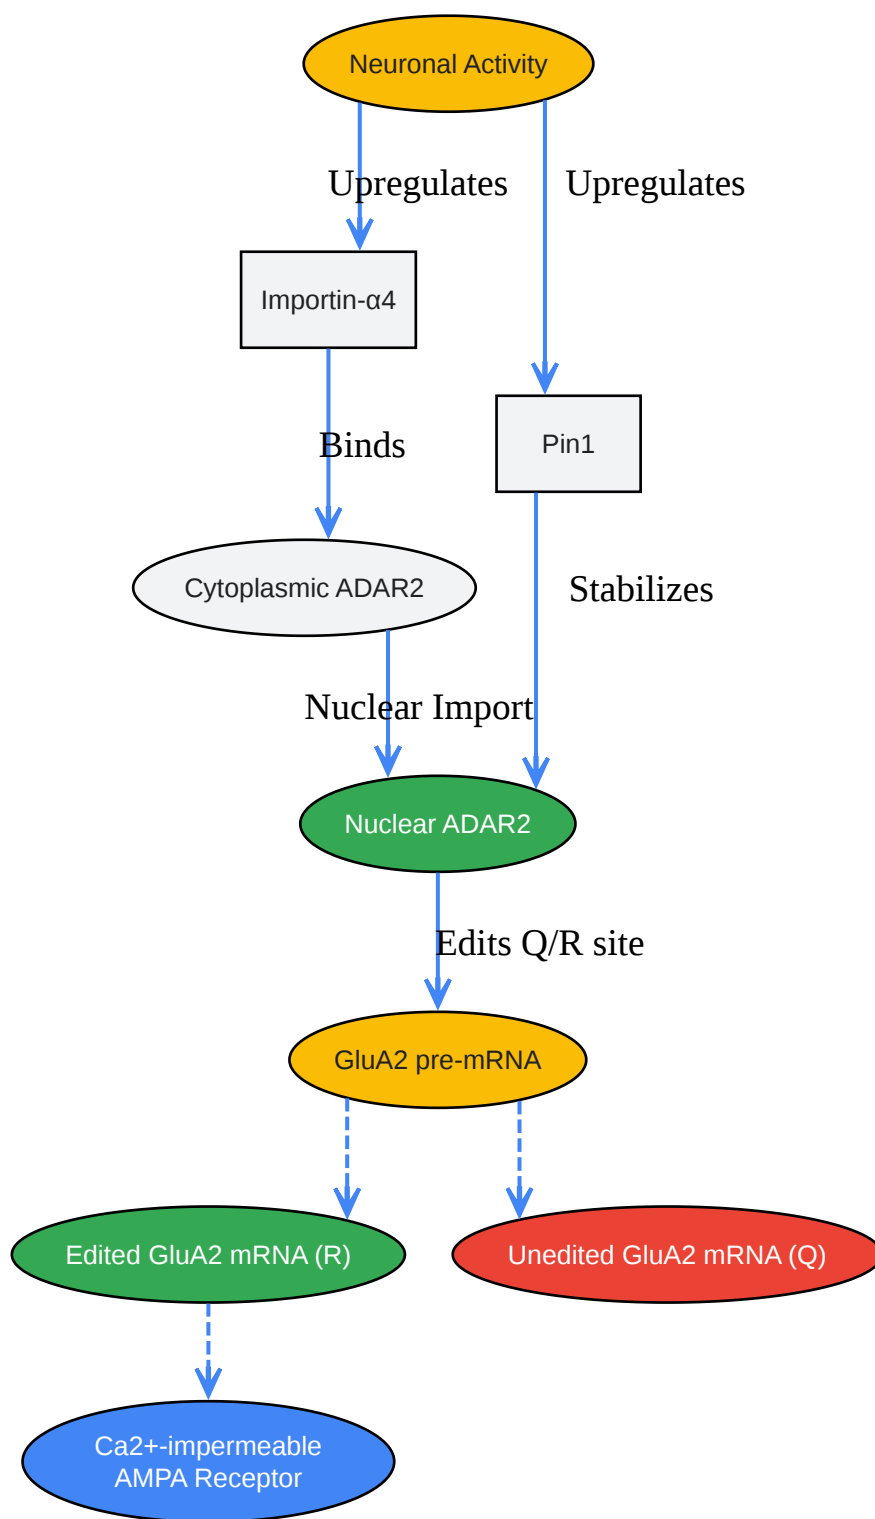 Neuronal Activity
Upregulates
Upregulates
Importin-α4
Pin1
Binds
Cytoplasmic ADAR2
Stabilizes
Nuclear Import
Nuclear ADAR2
Edits Q/R site
GluA2 pre-mRNA
Edited GluA2 mRNA (R)
Unedited GluA2 mRNA (Q)
Ca2+-impermeable
AMPA Receptor